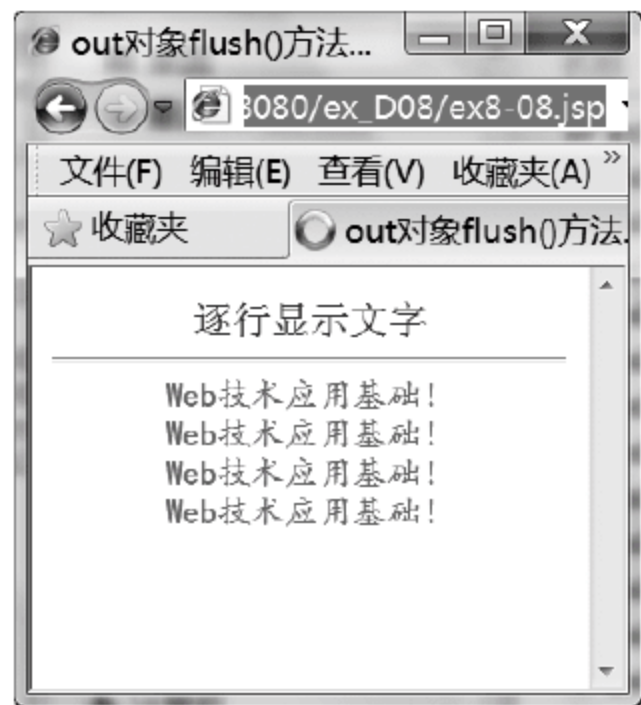 out对象flush()方法...
8080/ex_D08/ex8-08.jsp
文件(F) 编辑(E) 查看(V) 收藏夹(A) »
收藏夹 out对象flush()方法.
逐行显示文字
Web技术应用基础!
Web技术应用基础!
Web技术应用基础!
Web技术应用基础!